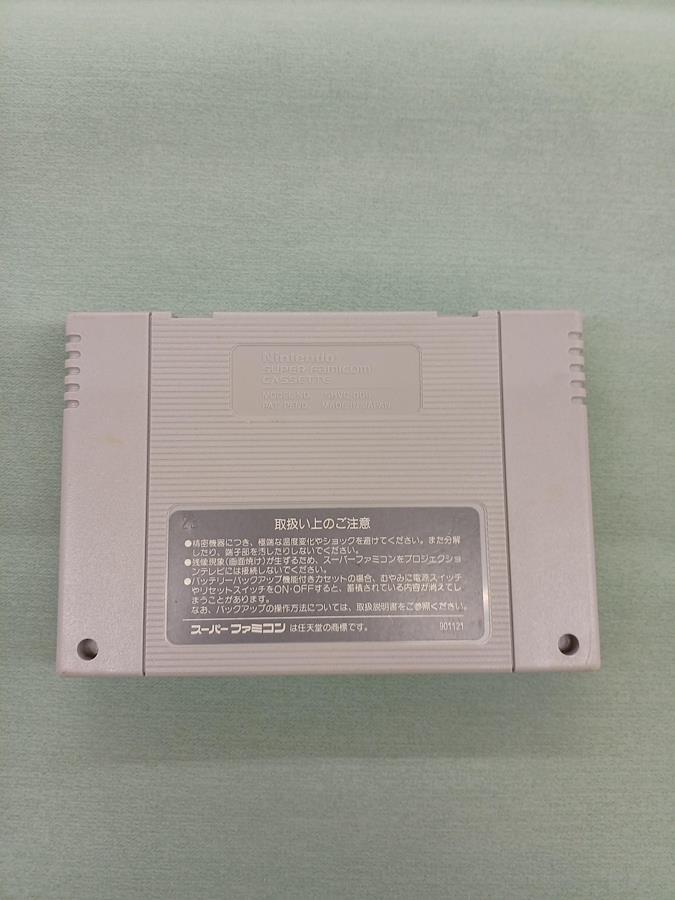 Nintendo
SUPER Famicom
CASSETTE
MODEL NO. SHVC-006
PAT. PEND. MADE IN JAPAN
取扱い上のご注意
●精密機器につき、極端な温度変化やショックを避けてください。また分解
したり、端子部を汚したりしないでください。
●残像現象(画面焼け)が生ずるため、スーパーファミコンをプロジェクショ
ンテレビには接続しないでください。
●バッテリーバックアップ機能付きカセットの場合、むやみに電源スイッチ
やリセットスイッチをON・OFFすると、蓄積されている内容が消えてし
まうことがあります。
なお、バックアップの操作方法については、取扱説明書をご参照ください。
スーパーファミコン は任天堂の商標です。 901121